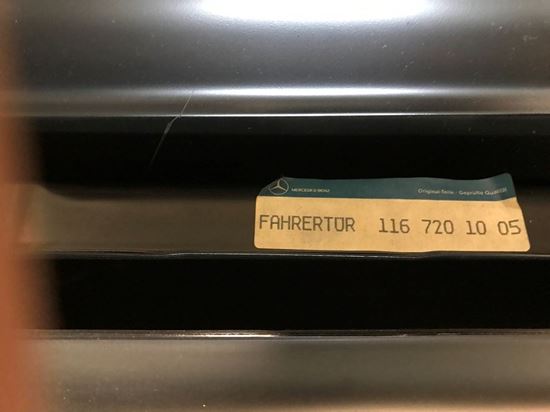 MERCEDES-BENZ Original-Teile · Geprüfte Qualität
FAHRERTÜR 116 720 10 05